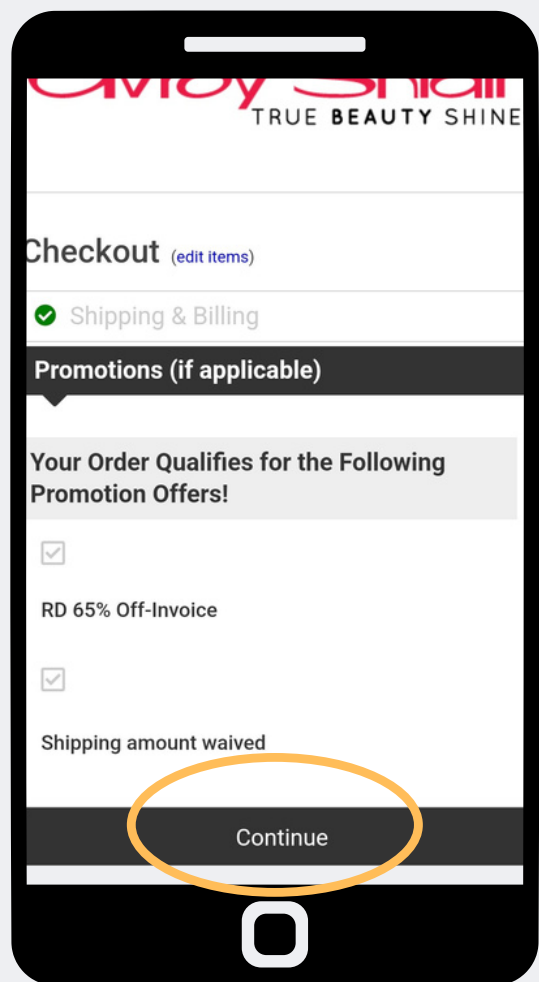 TRUE BEAUTY SHINE
Checkout (edit items)
Shipping & Billing
Promotions (if applicable)
Your Order Qualifies for the Following
Promotion Offers!
RD 65% Off-Invoice
Shipping amount waived
Continue